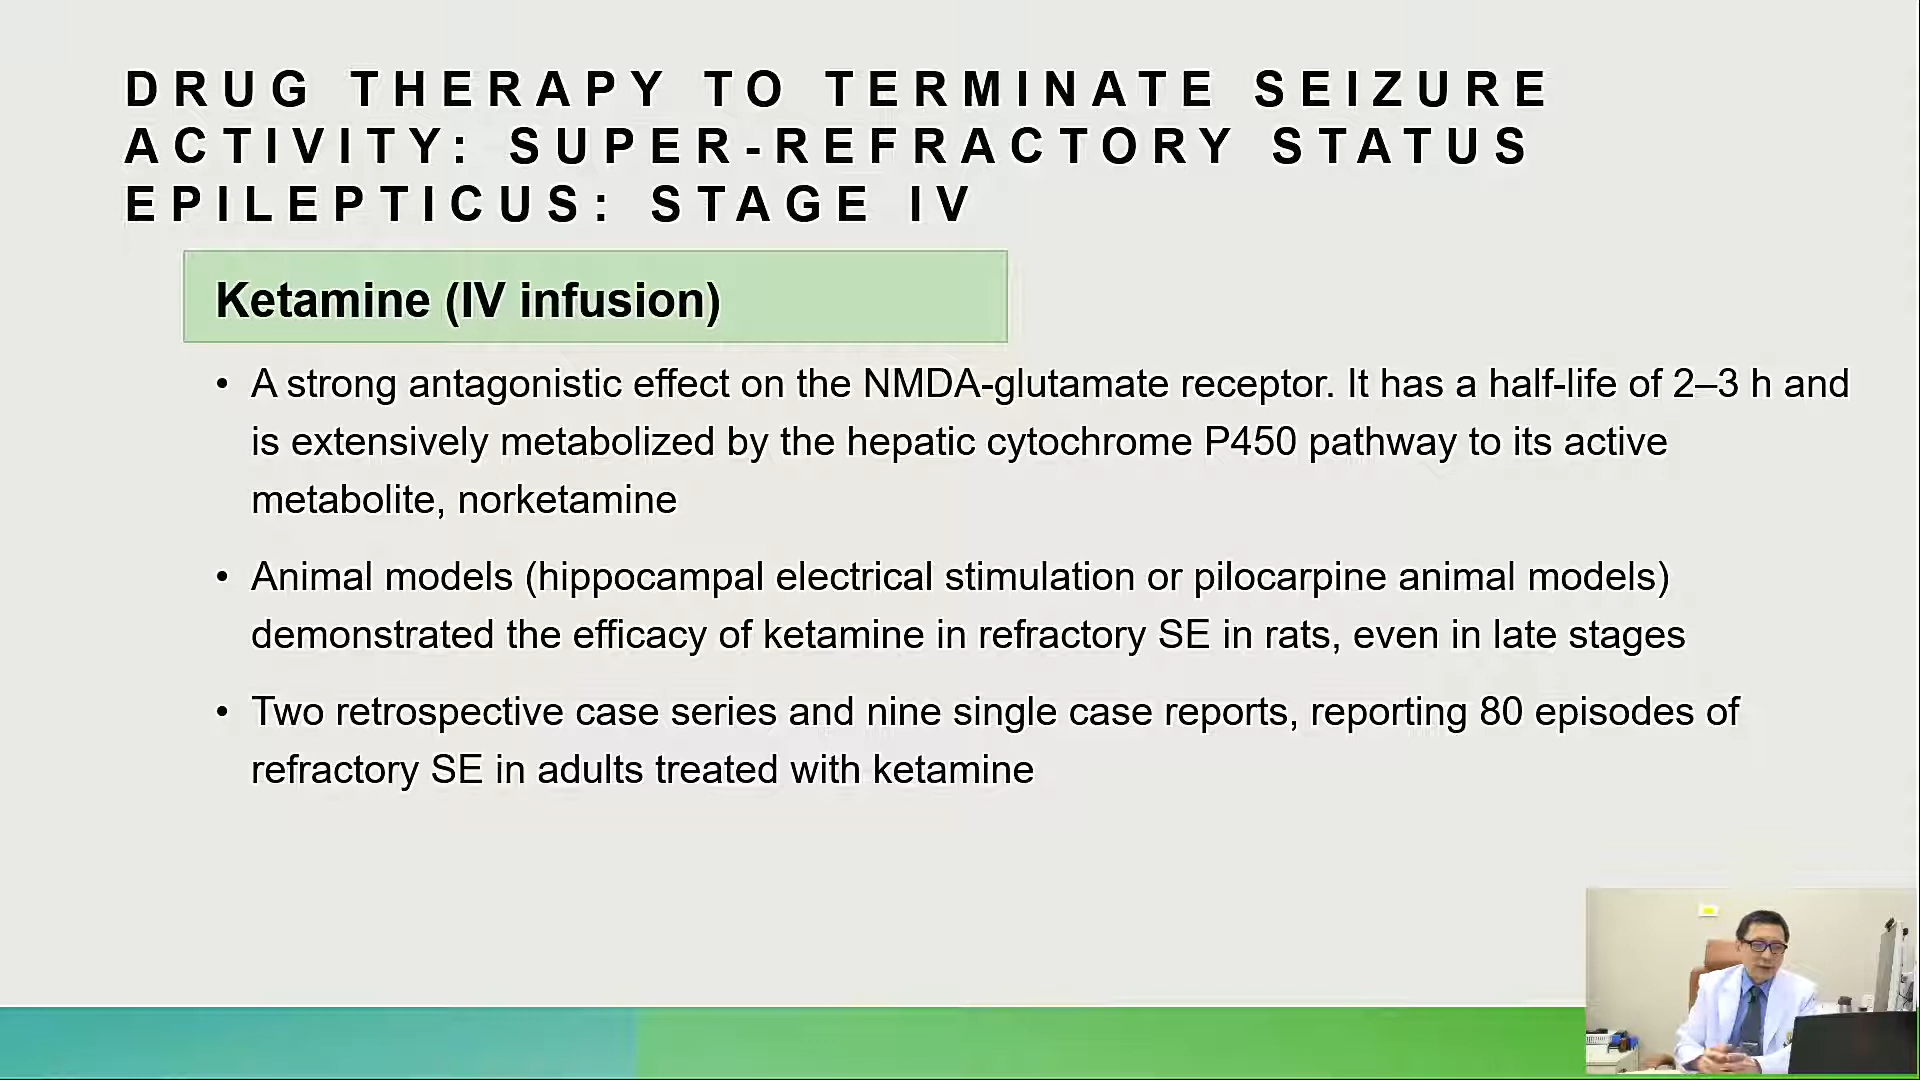 DRUG THERAPY TO TERMINATE SEIZURE
ACTIVITY: SUPER-REFRACTORY STATUS
EPILEPTICUS: STAGE IV
Ketamine (IV infusion)
• A strong antagonistic effect on the NMDA-glutamate receptor. It has a half-life of 2–3 h and
is extensively metabolized by the hepatic cytochrome P450 pathway to its active
metabolite, norketamine
• Animal models (hippocampal electrical stimulation or pilocarpine animal models)
demonstrated the efficacy of ketamine in refractory SE in rats, even in late stages
• Two retrospective case series and nine single case reports, reporting 80 episodes of
refractory SE in adults treated with ketamine